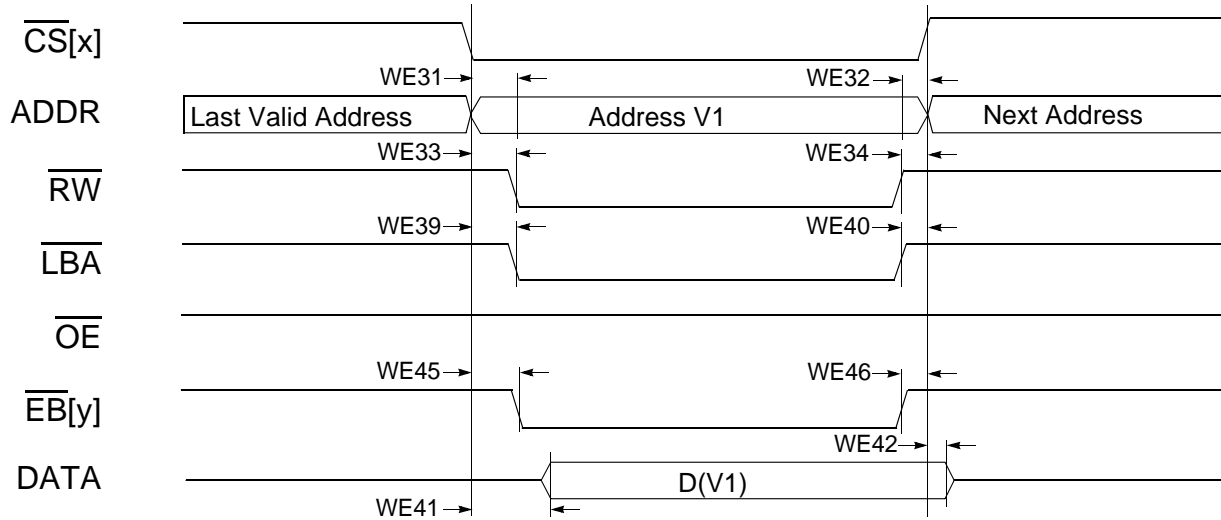 CS[x]
WE31 WE32
ADDR Last Valid Address Address V1 Next Address
WE33 WE34
RW
WE39 WE40
LBA
OE
WE45 WE46
EB[y]
WE42
DATA D(V1)
WE41